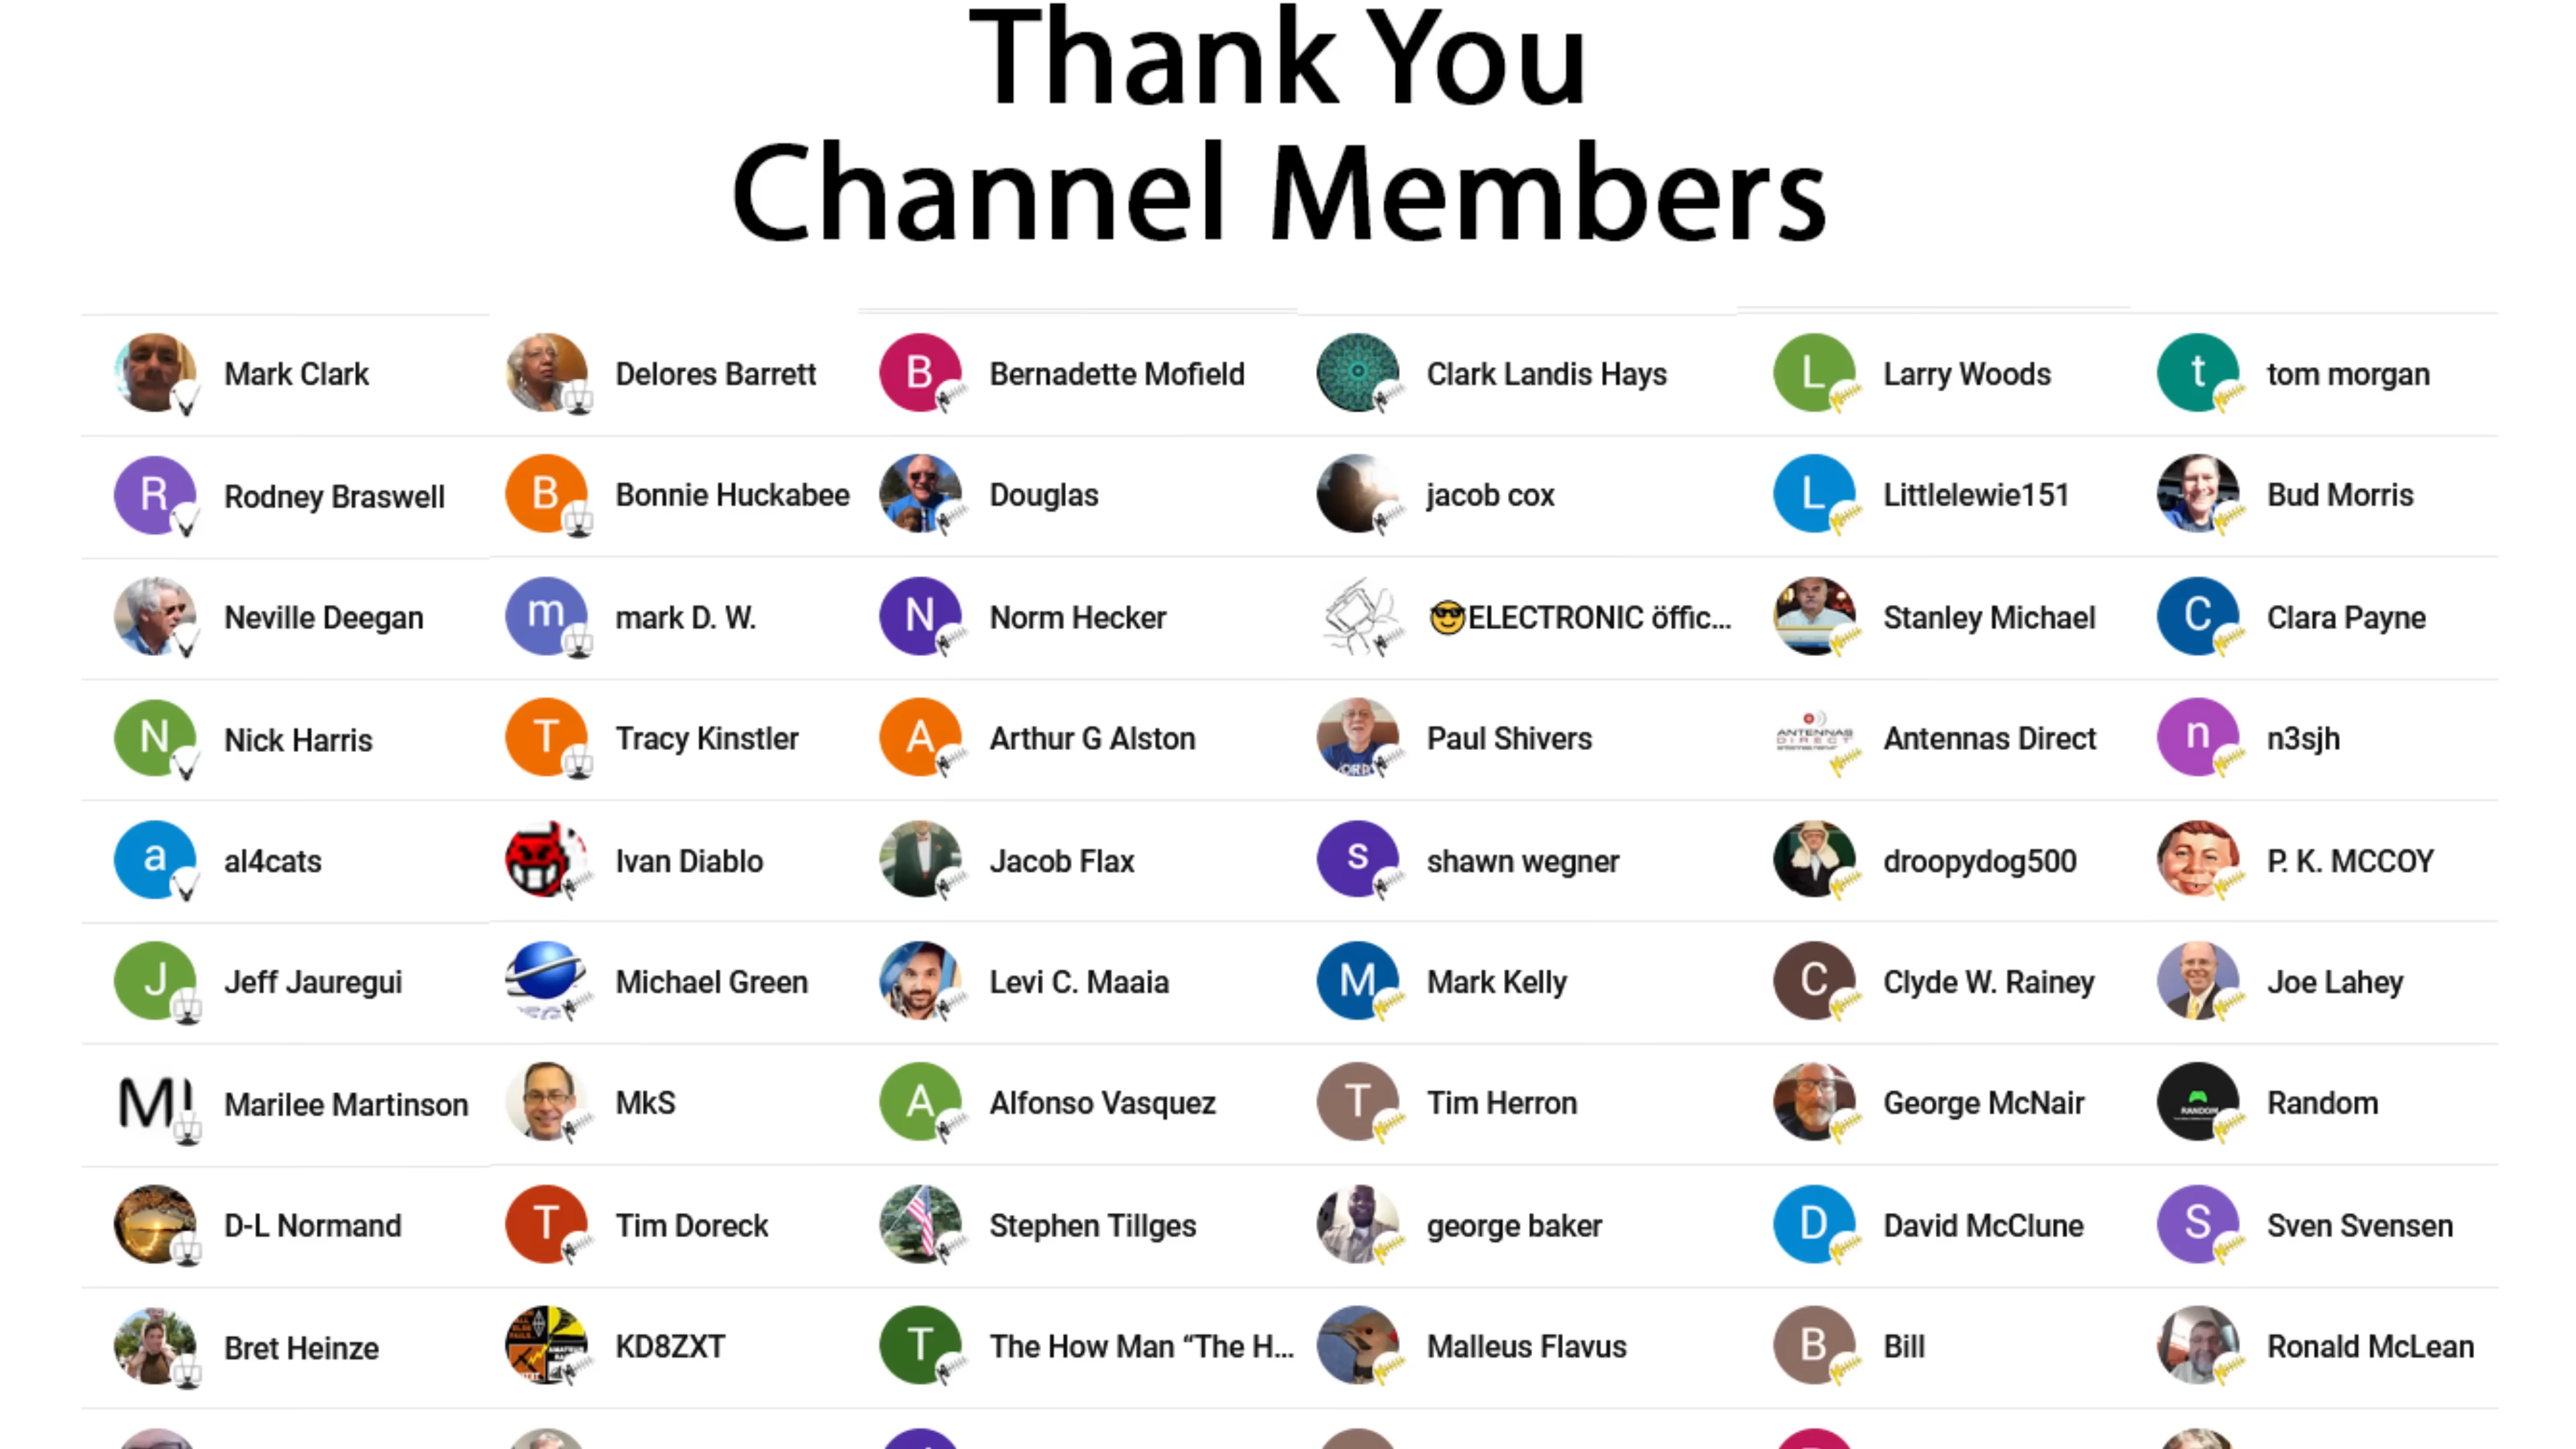 Thank You
Channel Members
Mark Clark
Delores Barrett
B
Bernadette Mofield
Clark Landis Hays
L
Larry Woods
t
tom morgan
R
Rodney Braswell
B
Bonnie Huckabee
Douglas
jacob cox
L
Littlelewie151
Bud Morris
Neville Deegan
m
mark D. W.
N
Norm Hecker
😎ELECTRONIC öffic...
Stanley Michael
C
Clara Payne
N
Nick Harris
T
Tracy Kinstler
A
Arthur G Alston
Paul Shivers
ANTENNAS
DIRECT
Antennas Direct
n
n3sjh
a
al4cats
Ivan Diablo
Jacob Flax
s
shawn wegner
droopydog500
P. K. MCCOY
J
Jeff Jauregui
Michael Green
Levi C. Maaia
M
Mark Kelly
C
Clyde W. Rainey
Joe Lahey
Marilee Martinson
MkS
A
Alfonso Vasquez
T
Tim Herron
George McNair
RANDOM
Random
D-L Normand
T
Tim Doreck
Stephen Tillges
george baker
D
David McClune
S
Sven Svensen
Bret Heinze
KD8ZXT
T
The How Man “The H...
Malleus Flavus
B
Bill
Ronald McLean